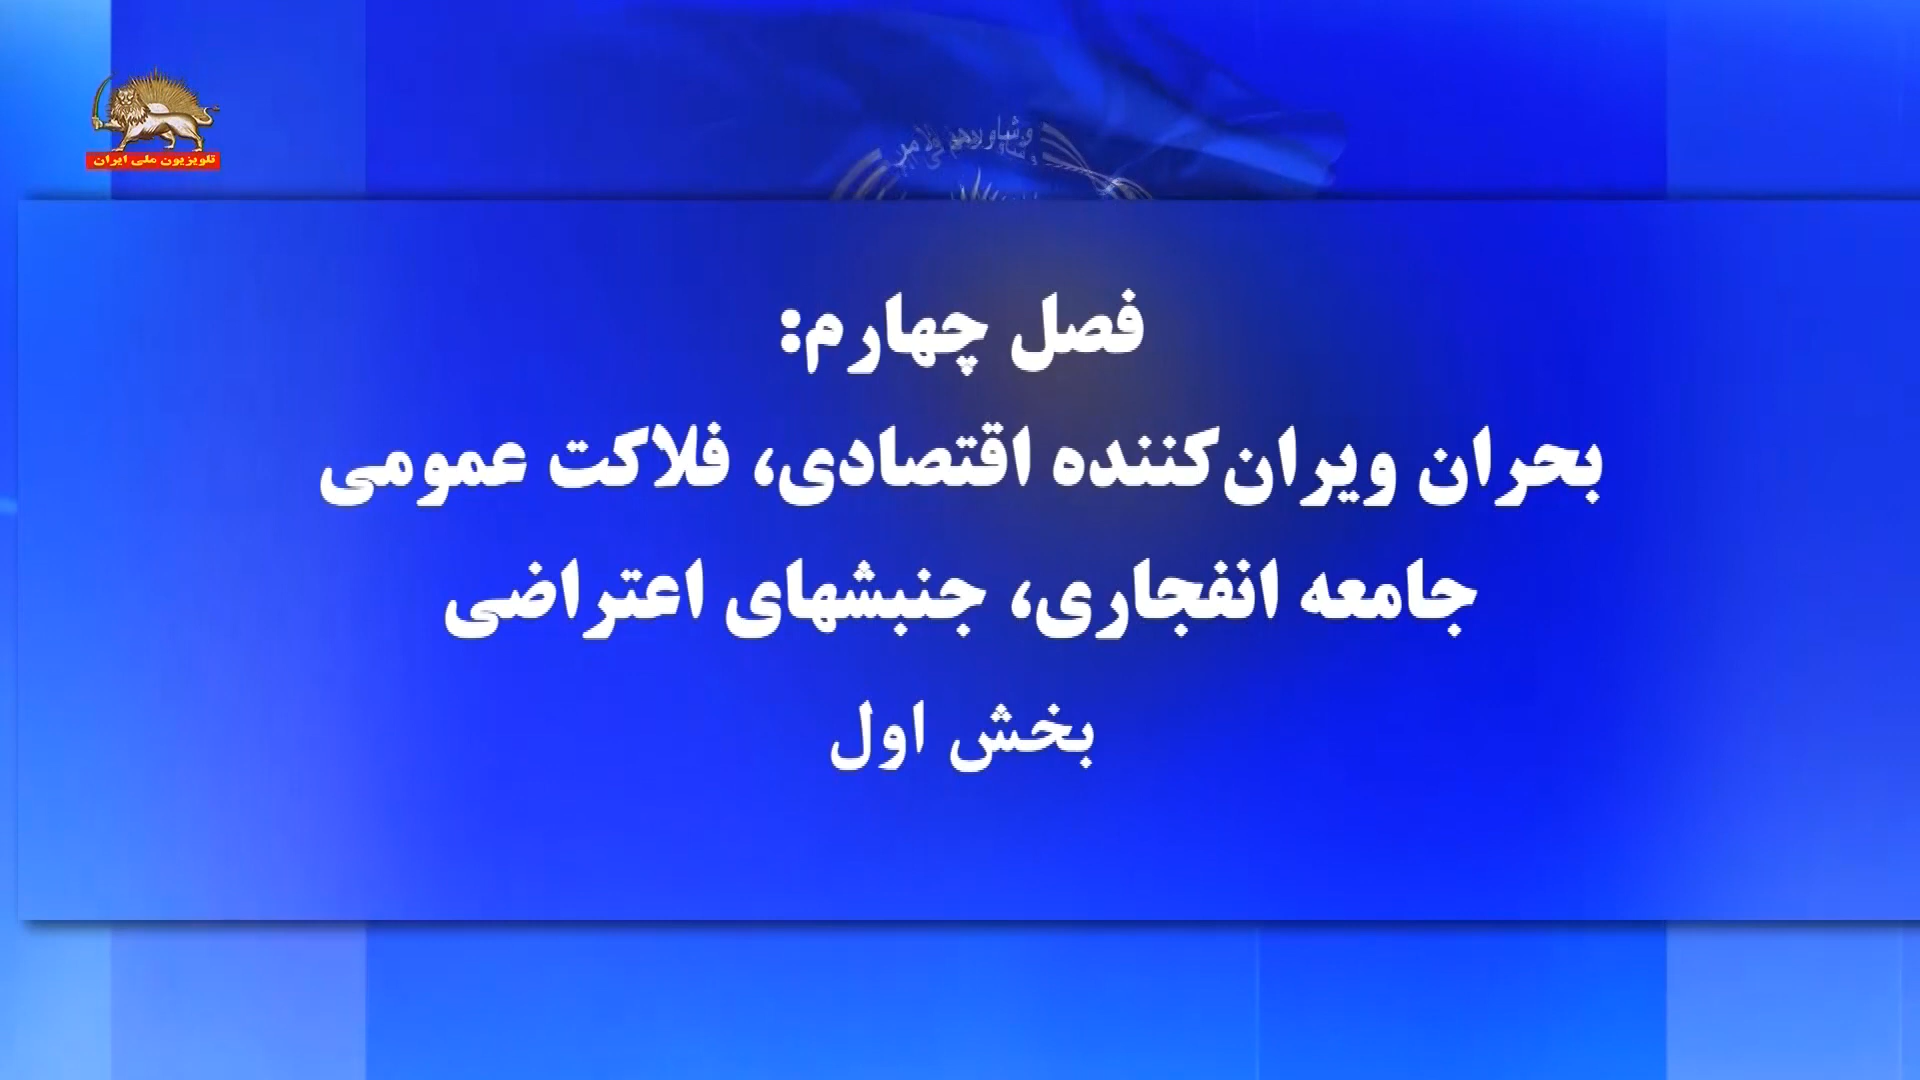 تلویزیون ملی ایران
فصل چهارم:
بحران ویران‌کننده اقتصادی، فلاکت عمومی
جامعه انفجاری، جنبشهای اعتراضی
بخش اول